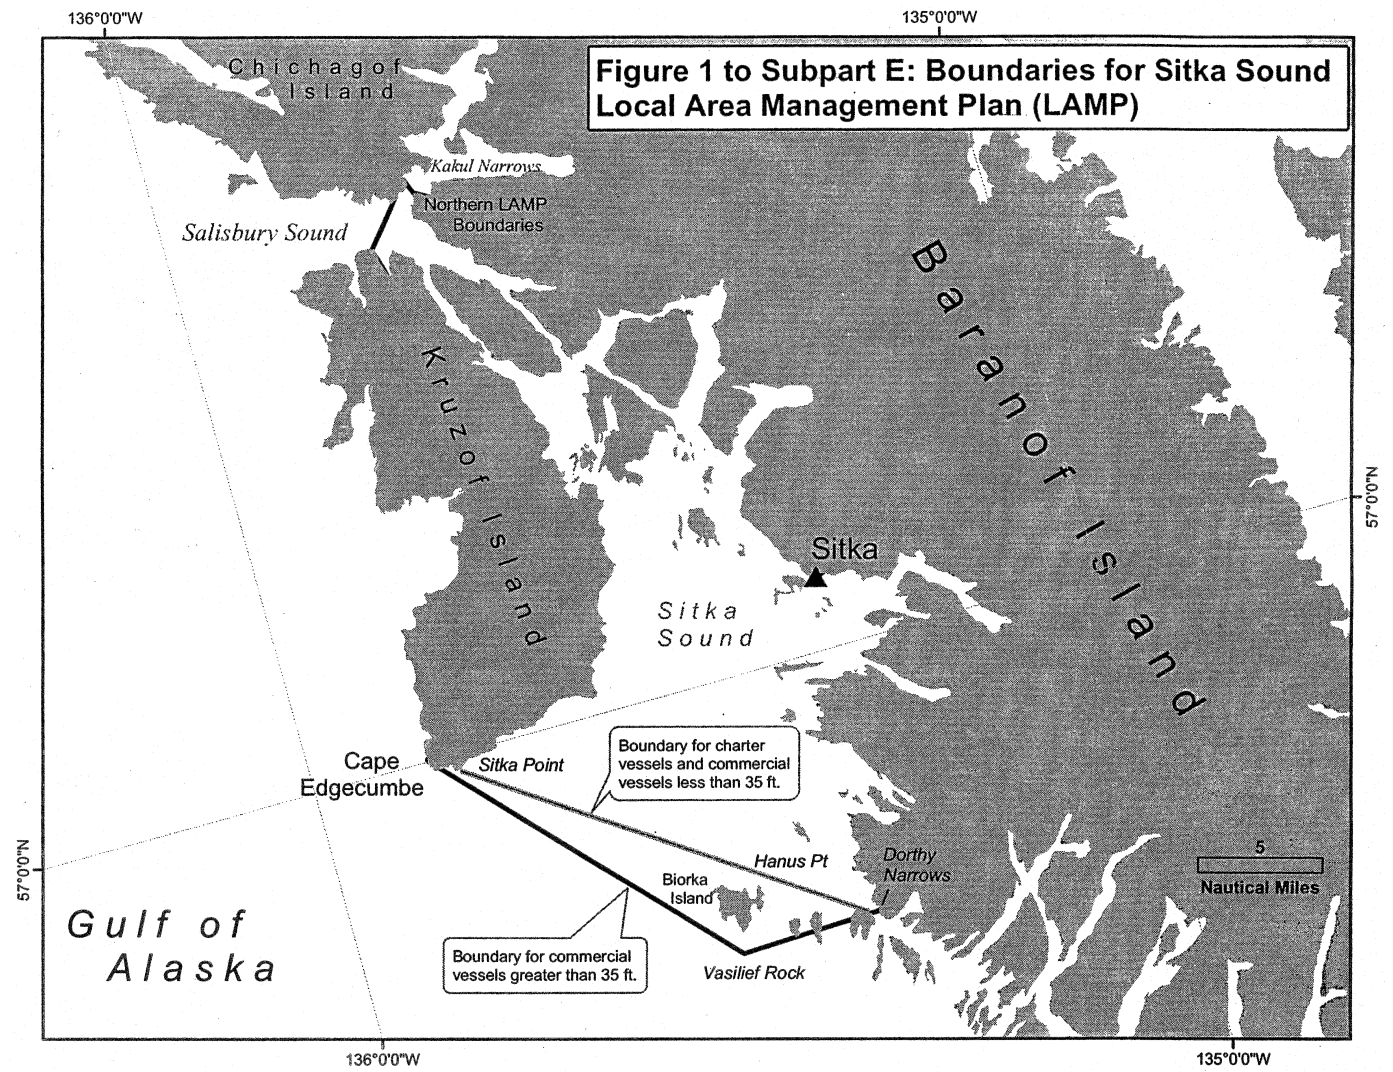 136°0'0"W
135°0'0"W
Figure 1 to Subpart E: Boundaries for Sitka Sound
Local Area Management Plan (LAMP)
Chichagof
Island
Kakul Narrows
Northern LAMP
Boundaries
Salisbury Sound
Baranof Island
Kruzof Island
57°0'0"N
Sitka
Sitka
Sound
Cape
Edgecumbe
Sitka Point
Boundary for charter
vessels and commercial
vessels less than 35 ft.
Hanus Pt
Dorthy
Narrows
5
Nautical Miles
Biorka
Island
57°0'0"N
Gulf of
Alaska
Boundary for commercial
vessels greater than 35 ft.
Vasilief Rock
136°0'0"W
135°0'0"W